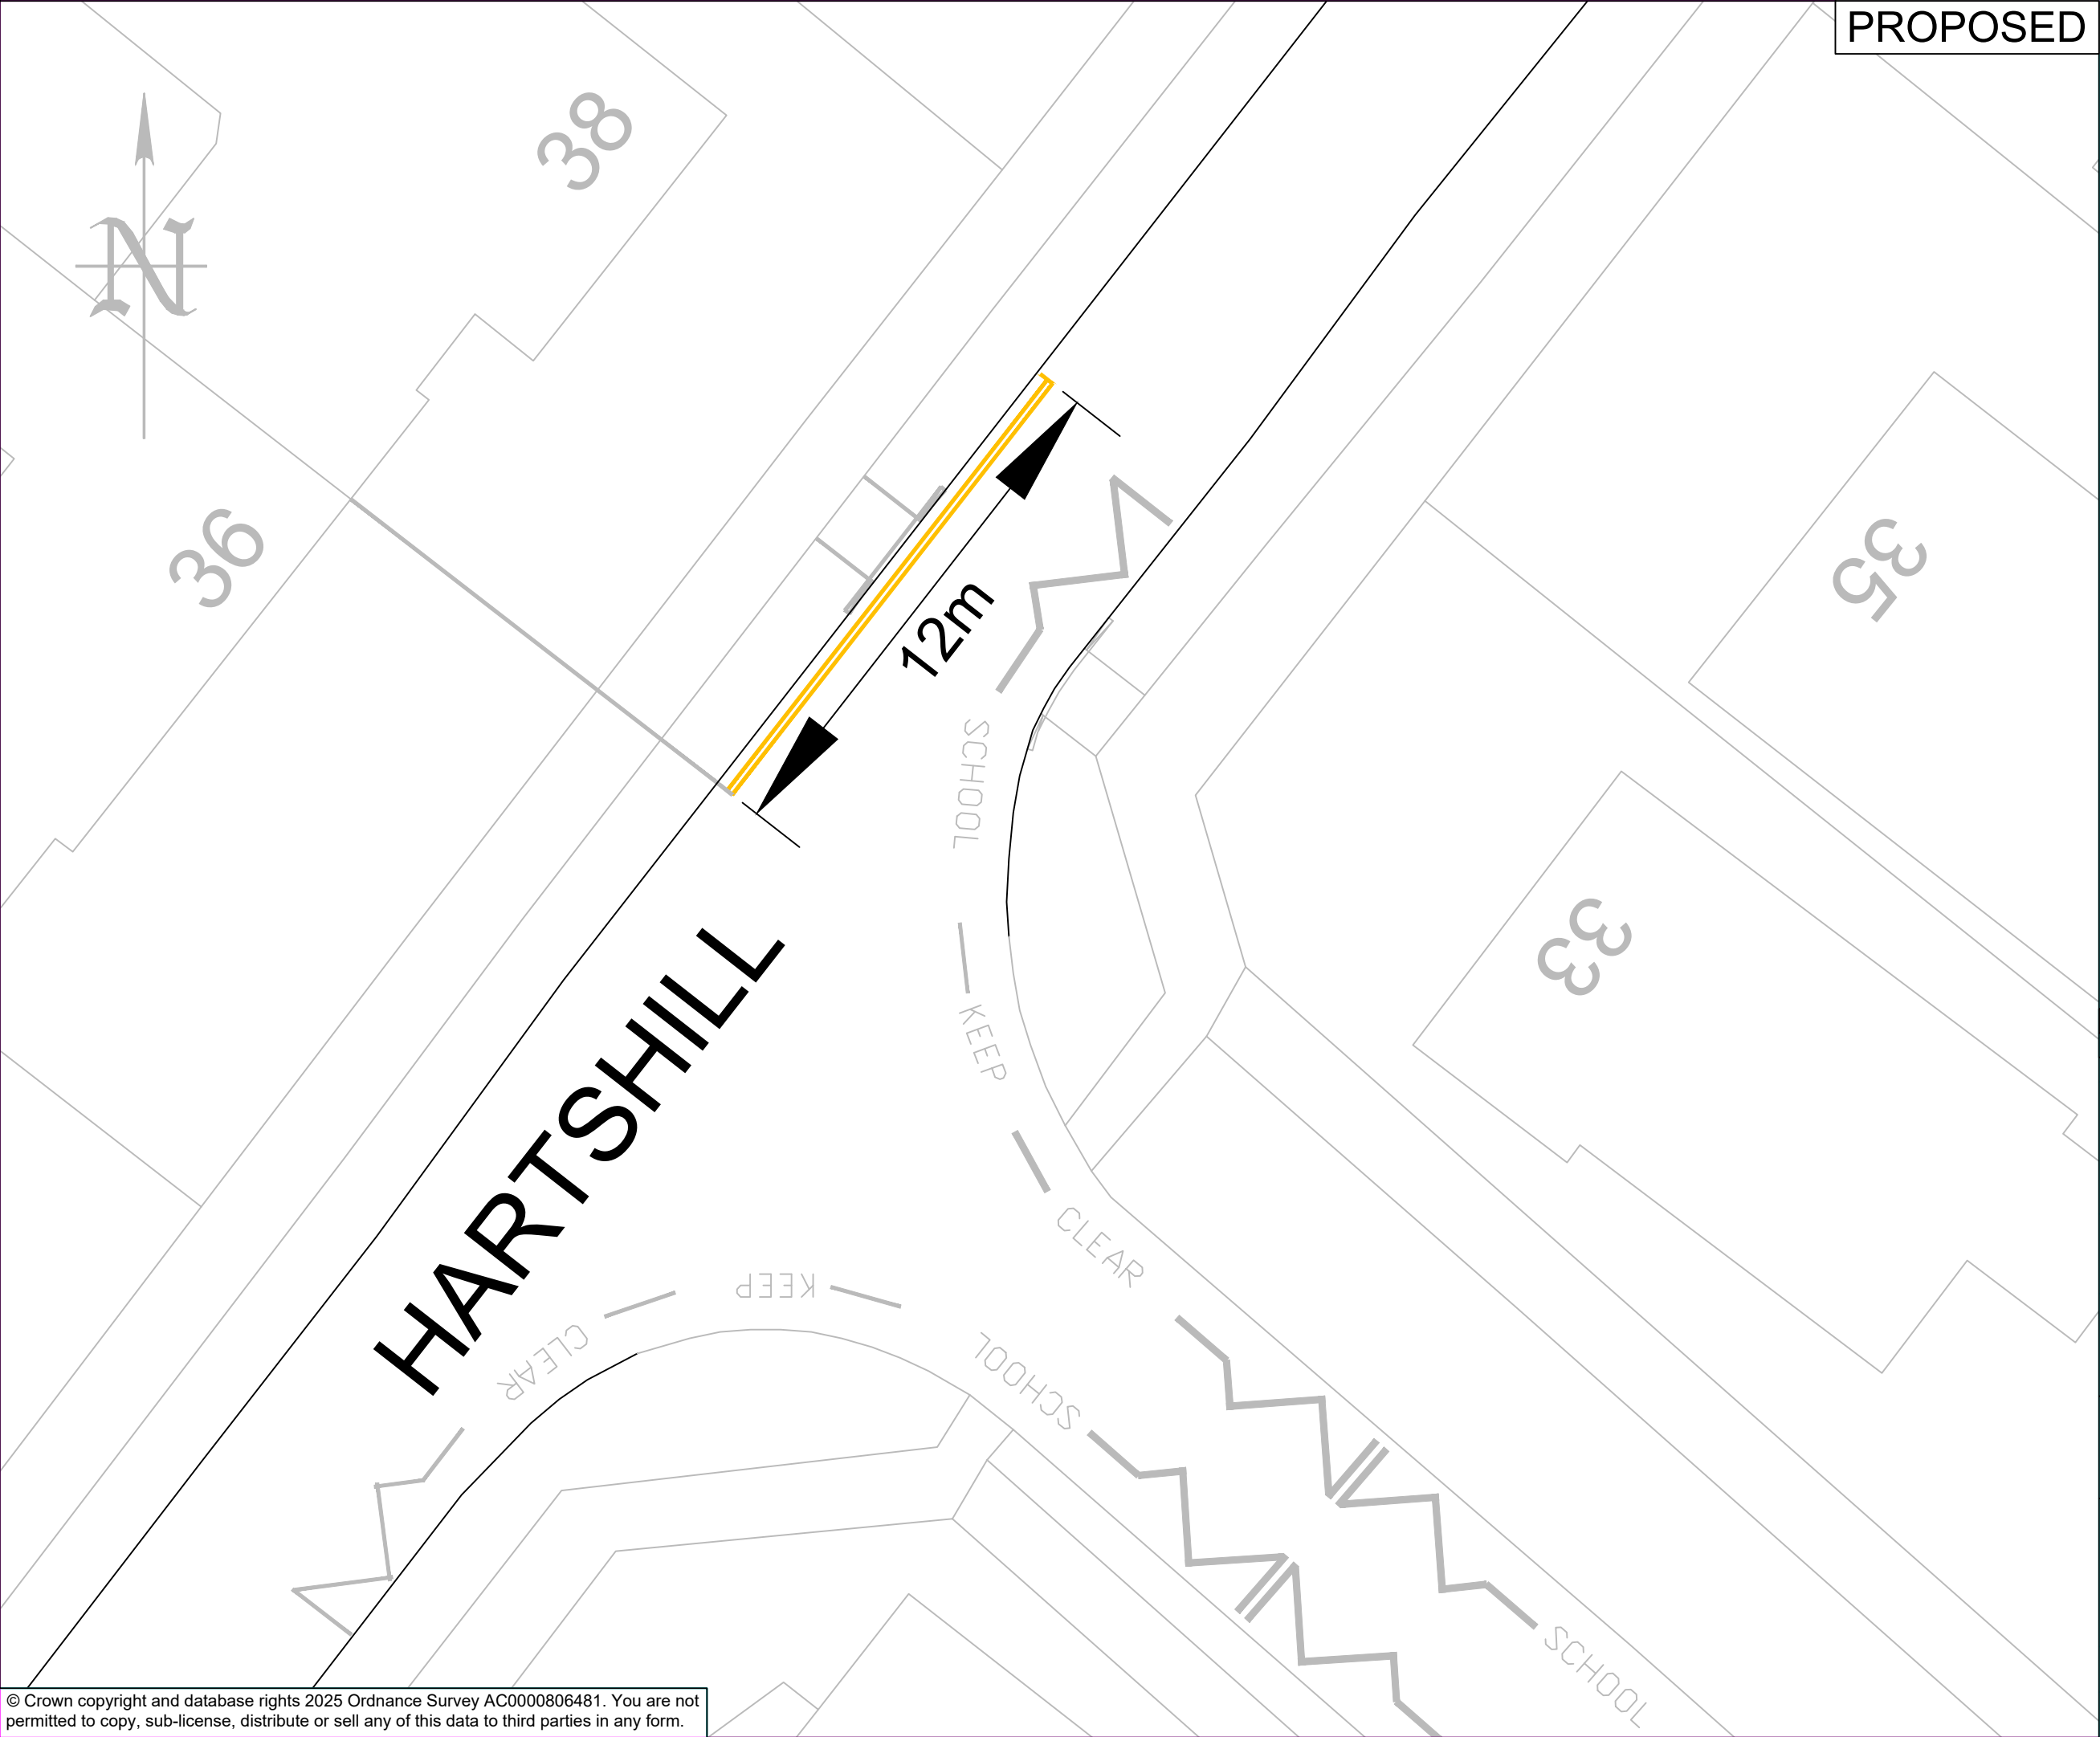 PROPOSED
38
N
36
35
12m
SCHOOL
33
HARTSHILL
KEEP
CLEAR
KEEP
CLEAR
SCHOOL
SCHOOL
© Crown copyright and database rights 2025 Ordnance Survey AC0000806481. You are not
permitted to copy, sub-license, distribute or sell any of this data to third parties in any form.